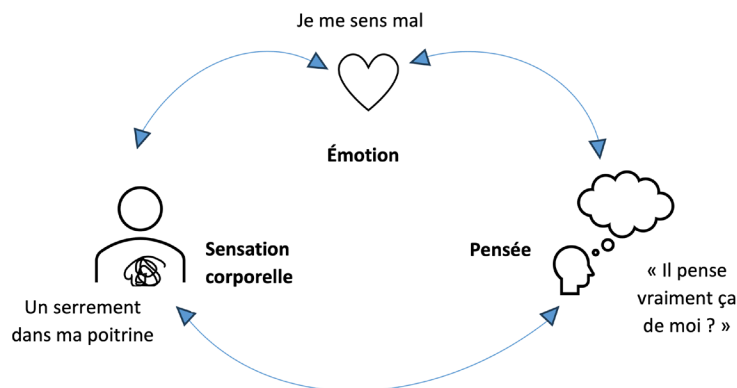 Je me sens mal
Émotion
Sensation
corporelle
Pensée
Un serrement
dans ma poitrine
« Il pense
vraiment ça
de moi ? »